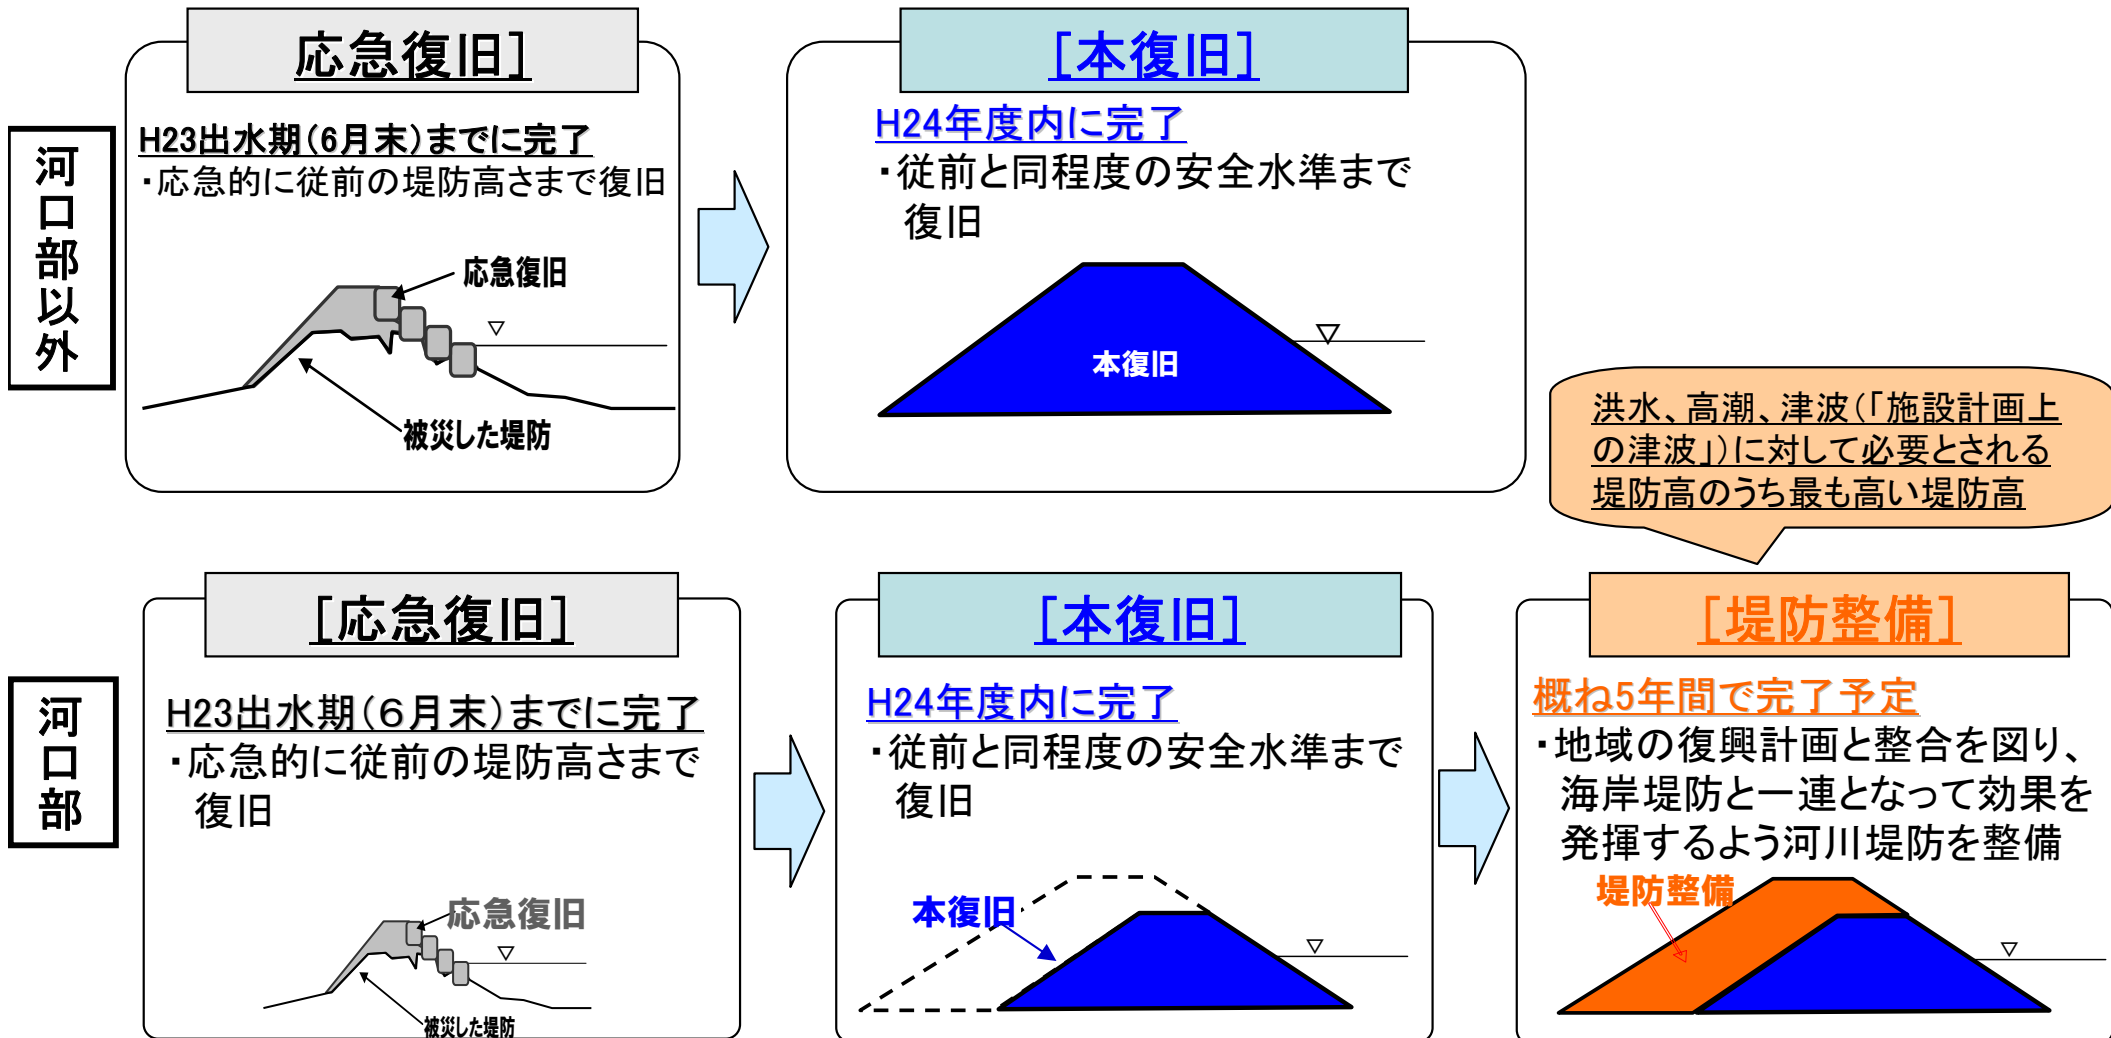 河口部以外
応急復旧]
H23出水期(6月末)までに完了
・応急的に従前の堤防高さまで復旧
応急復旧
▽
被災した堤防
[本復旧]
H24年度内に完了
・従前と同程度の安全水準まで
復旧
▽
本復旧
洪水、高潮、津波(「施設計画上
の津波」)に対して必要とされる
堤防高のうち最も高い堤防高
河口部
[応急復旧]
H23出水期(６月末)までに完了
・応急的に従前の堤防高さまで
復旧
応急復旧
▽
被災した堤防
[本復旧]
H24年度内に完了
・従前と同程度の安全水準まで
復旧
本復旧
▽
[堤防整備]
概ね5年間で完了予定
・地域の復興計画と整合を図り、
海岸堤防と一連となって効果を
発揮するよう河川堤防を整備
堤防整備
▽